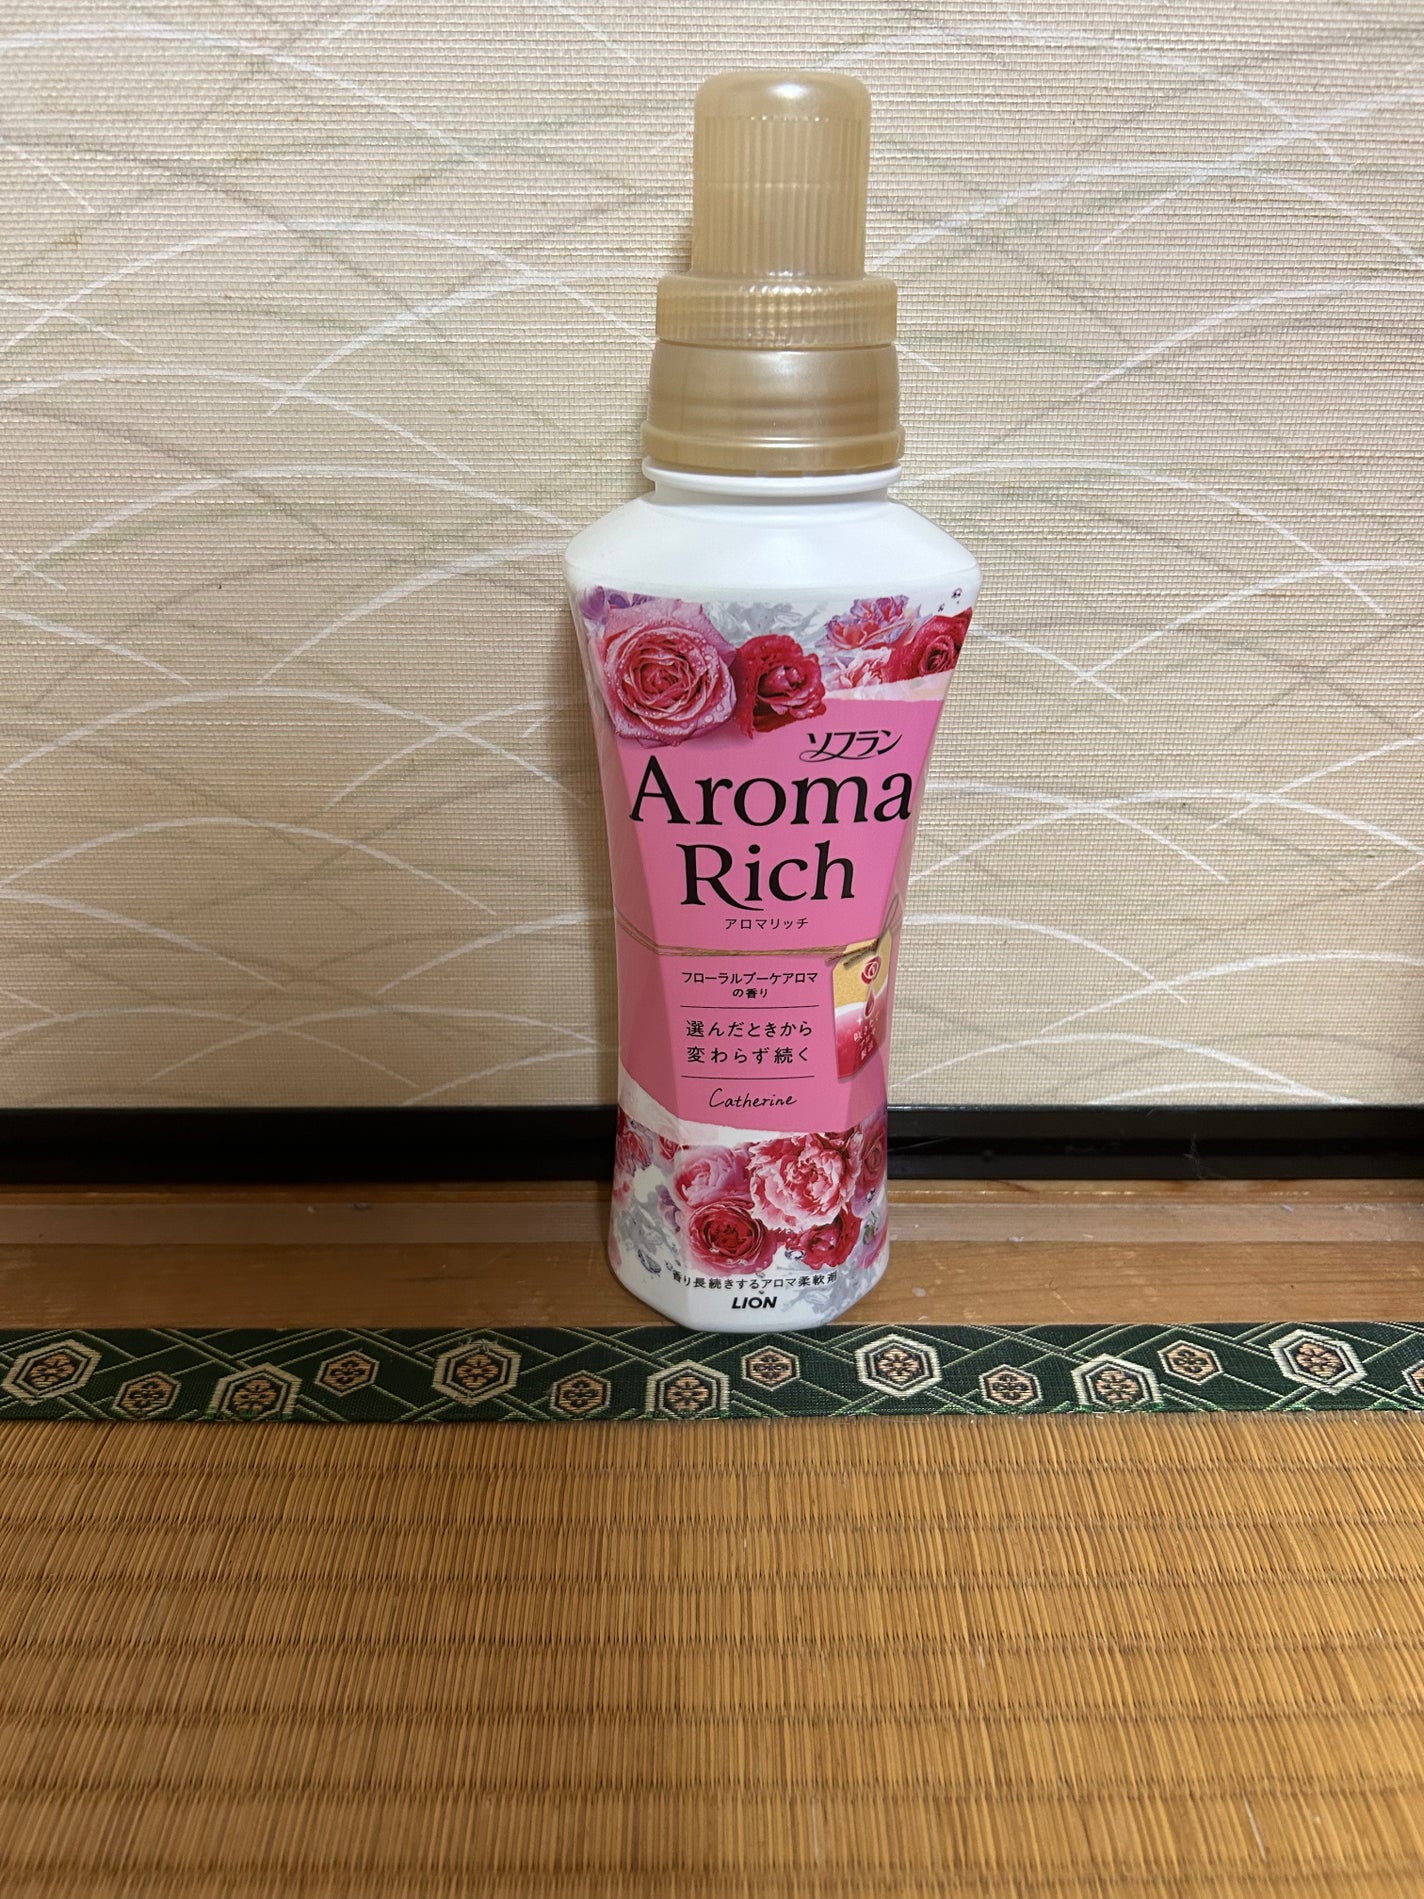 ソフラン
Aroma
Rich
アロマリッチ
フローラルブーケアロマ
の香り
選んだときから
変わらず続く
Catherine
香り長続きするアロマ柔軟剤
LION